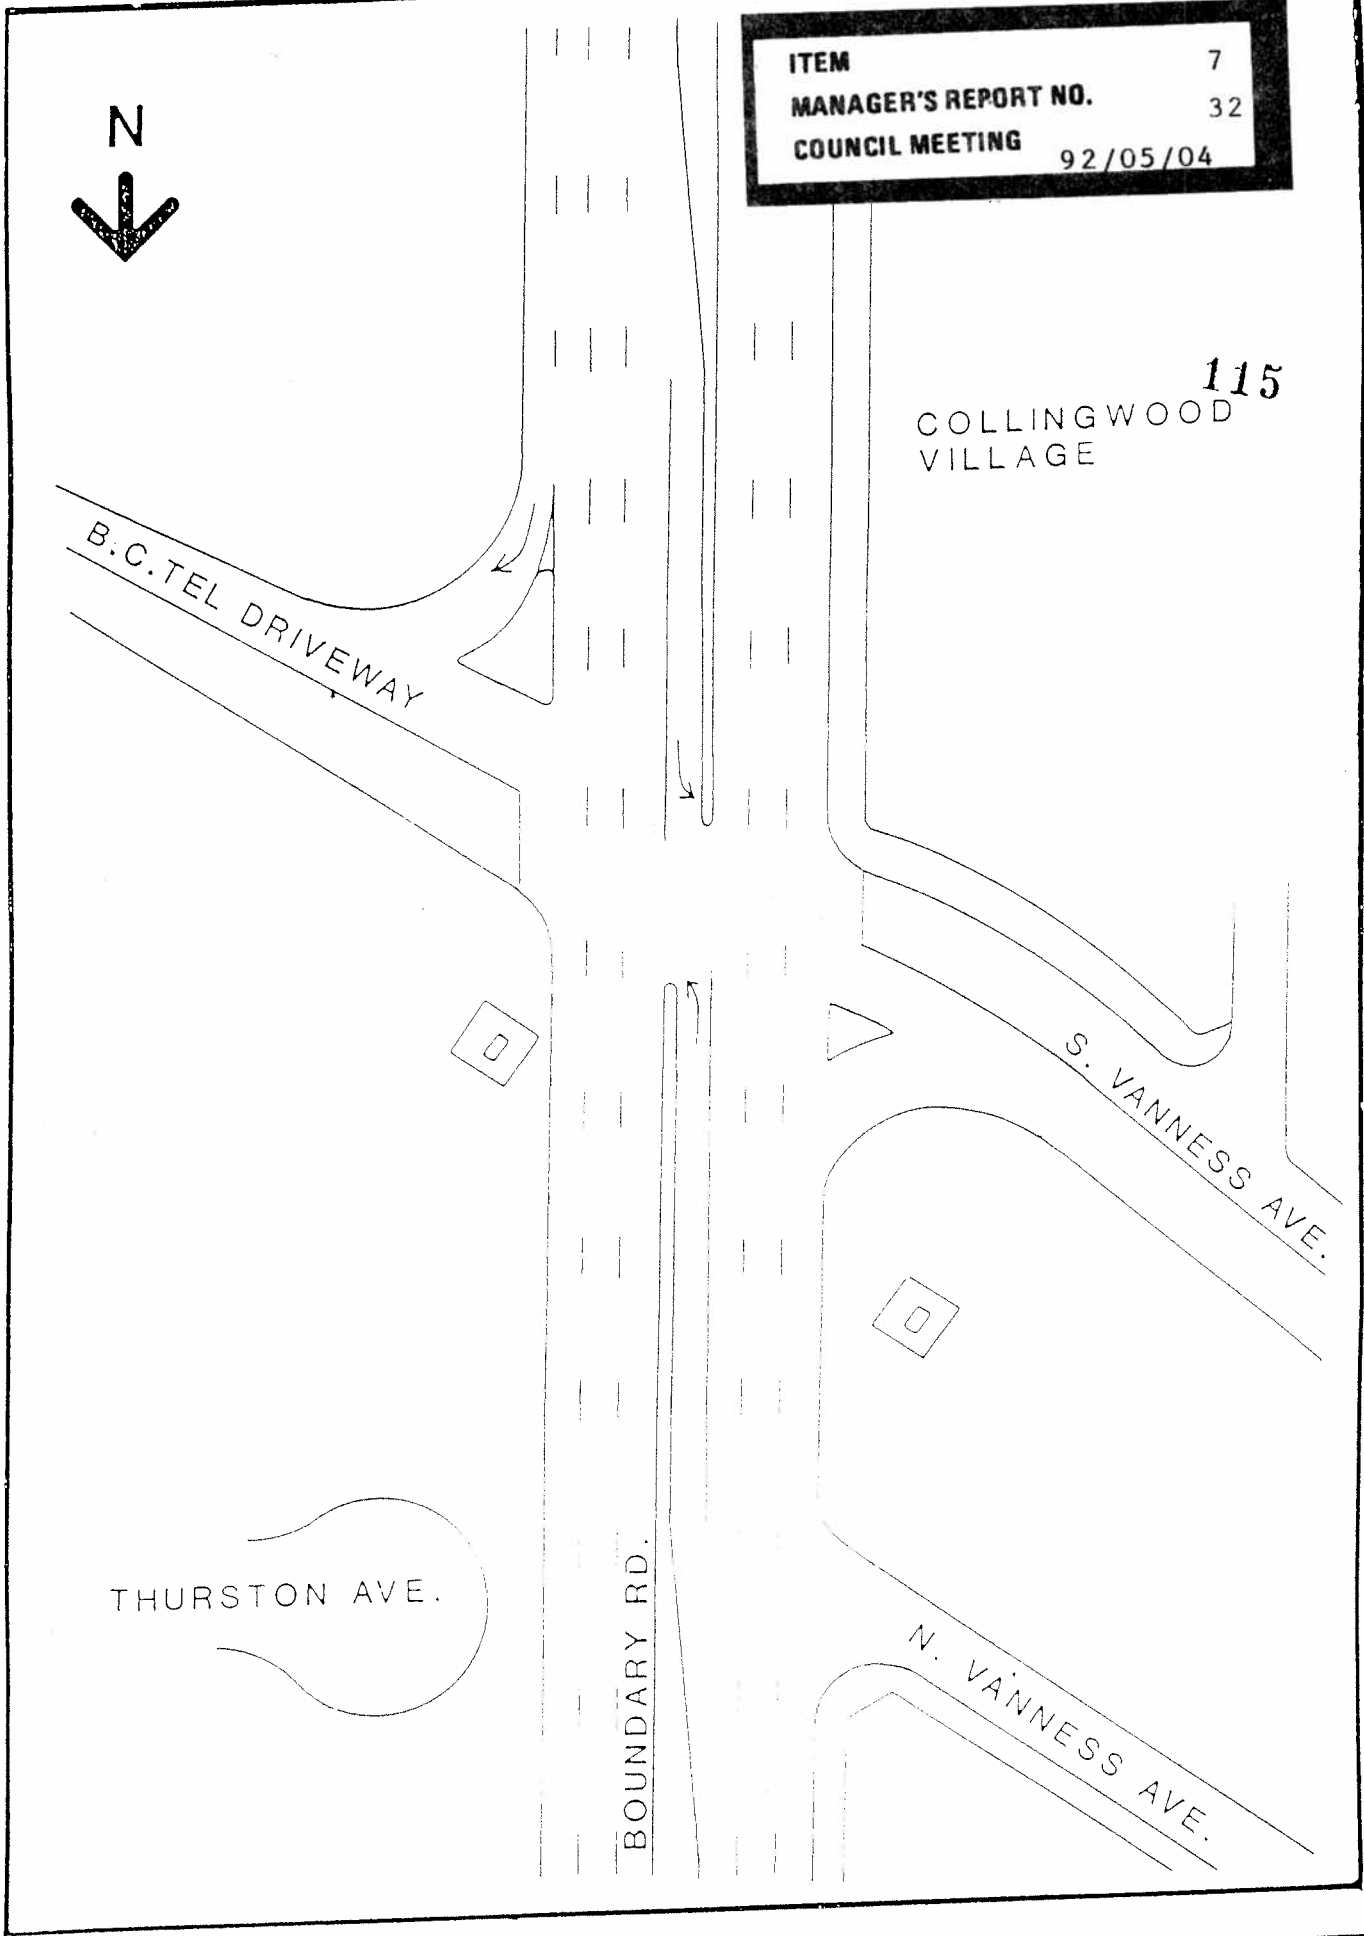 ITEM 7
MANAGER'S REPORT NO. 32
COUNCIL MEETING 92/05/04
N
115
COLLINGWOOD
VILLAGE
B.C.TEL DRIVEWAY
S. VANNESS AVE.
THURSTON AVE.
BOUNDARY RD.
N. VANNESS AVE.